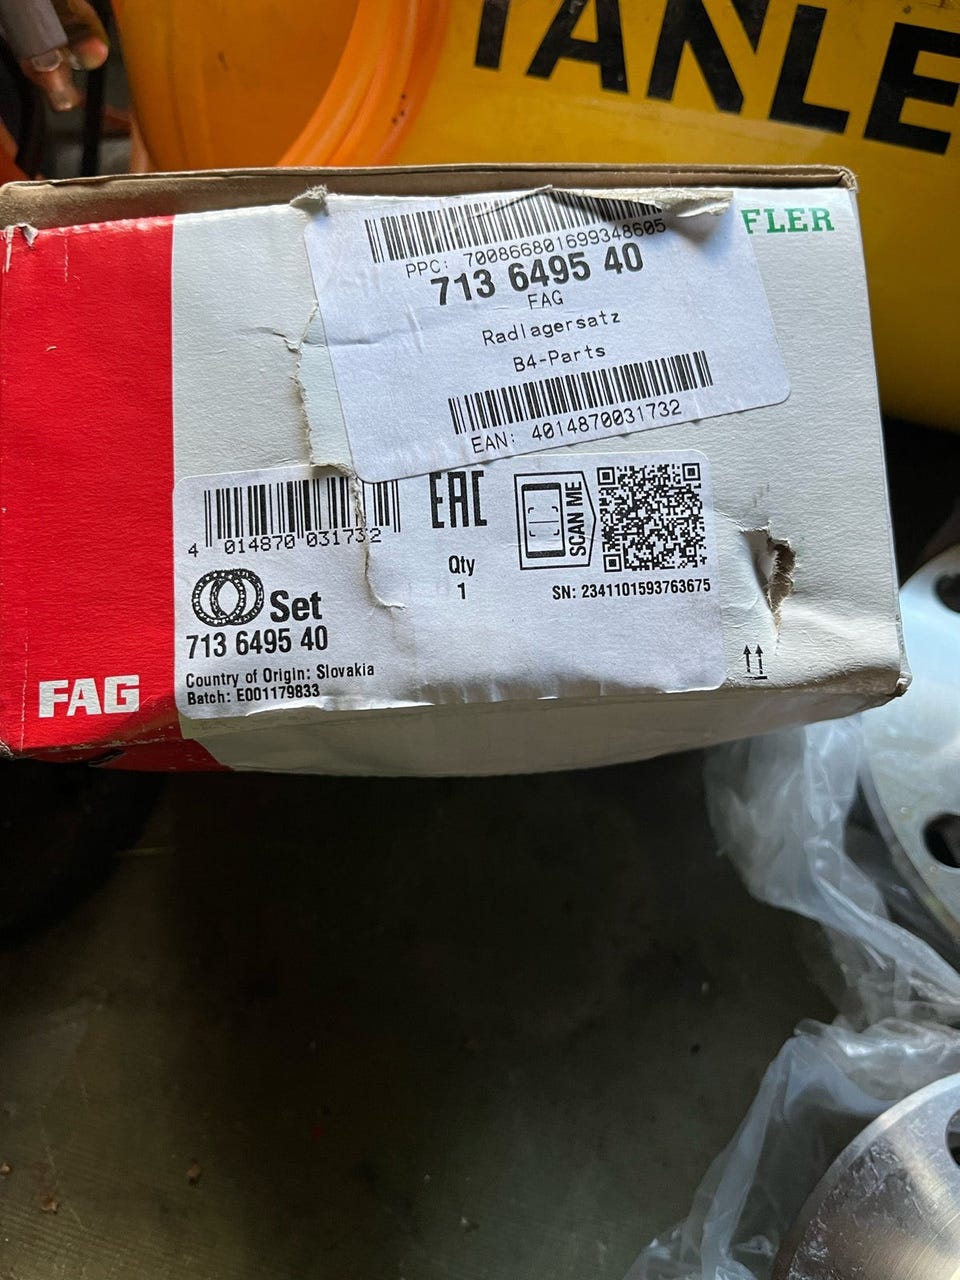 TANLE
FLER
PPC: 700866801699348605
713 6495 40
FAG
Radlagersatz
B4-Parts
EAN: 4014870031732
4 014870 031732
EAC
SCAN ME
Qty
1
SN: 2341101593763675
Set
713 6495 40
Country of Origin: Slovakia
Batch: E001179833
FAG